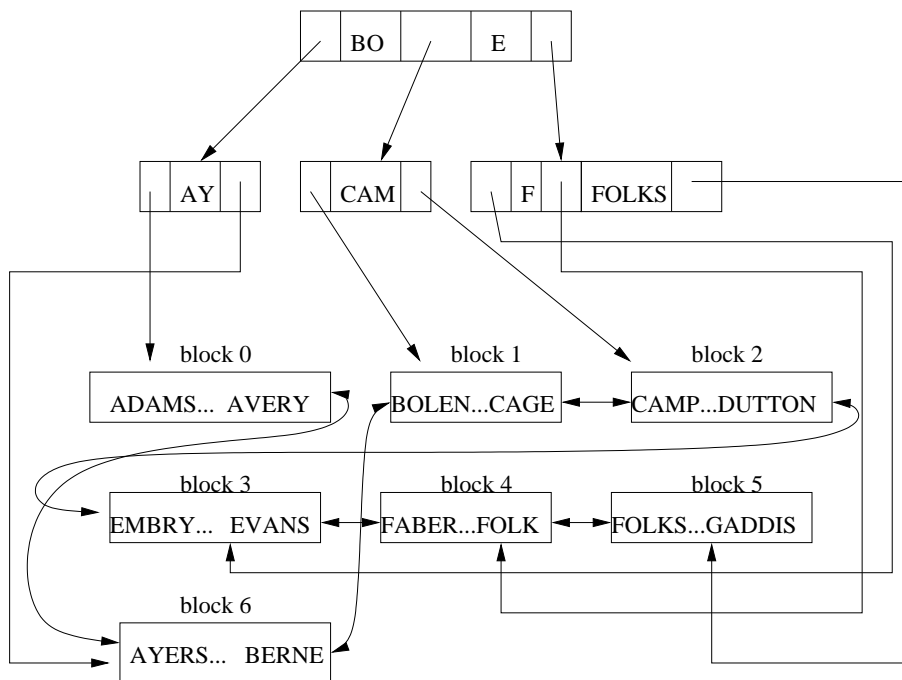 BO E
AY CAM F FOLKS
block 0 block 1 block 2
ADAMS... AVERY BOLEN...CAGE CAMP...DUTTON
block 3 block 4 block 5
EMBRY... EVANS FABER...FOLK FOLKS...GADDIS
block 6
AYERS... BERNE